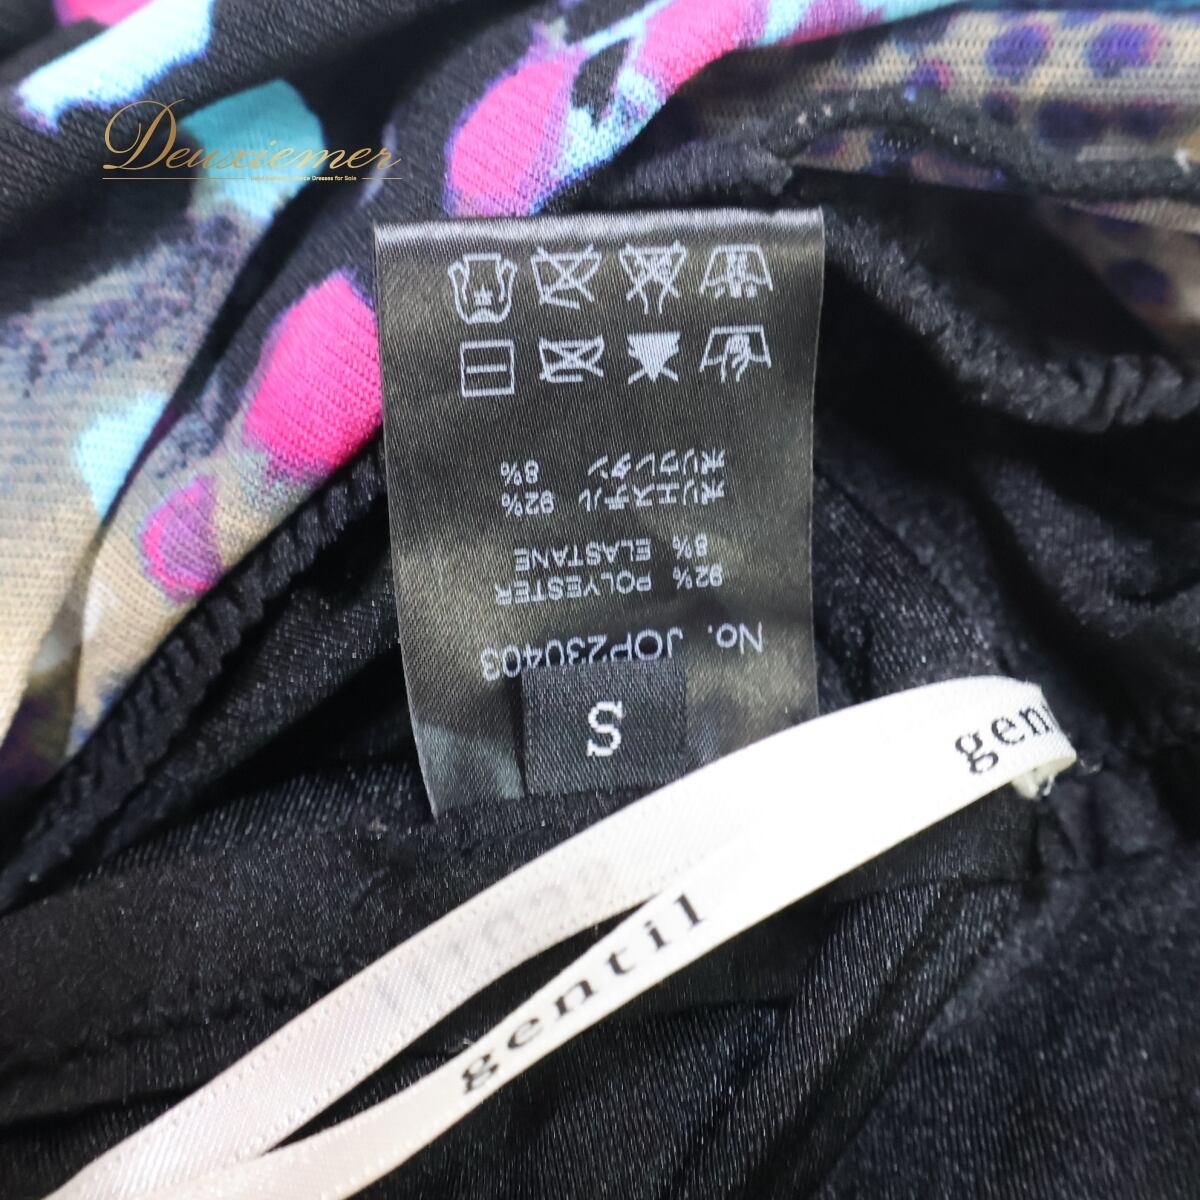 Deuxiemer
No. JOP230403
92% POLYESTER
8% ELASTANE
ポリエステル 92%
ポリウレタン 8%
S
gentil
gentil